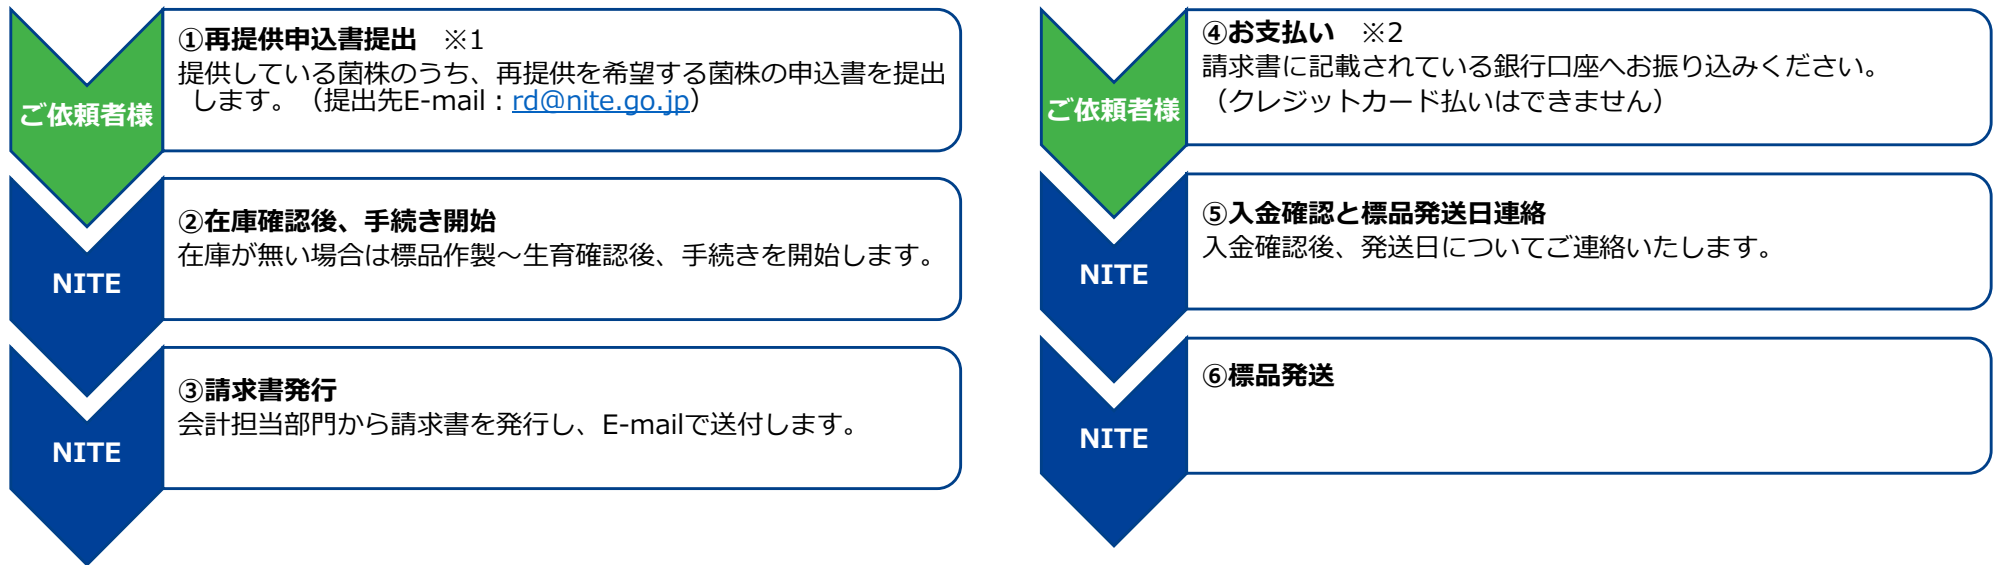 ご依頼者様
①再提供申込書提出　※1
提供している菌株のうち、再提供を希望する菌株の申込書を提出
します。（提出先E-mail：rd@nite.go.jp）
NITE
②在庫確認後、手続き開始
在庫が無い場合は標品作製～生育確認後、手続きを開始します。
NITE
③請求書発行
会計担当部門から請求書を発行し、E-mailで送付します。
ご依頼者様
④お支払い　※2
請求書に記載されている銀行口座へお振り込みください。
（クレジットカード払いはできません）
NITE
⑤入金確認と標品発送日連絡
入金確認後、発送日についてご連絡いたします。
NITE
⑥標品発送